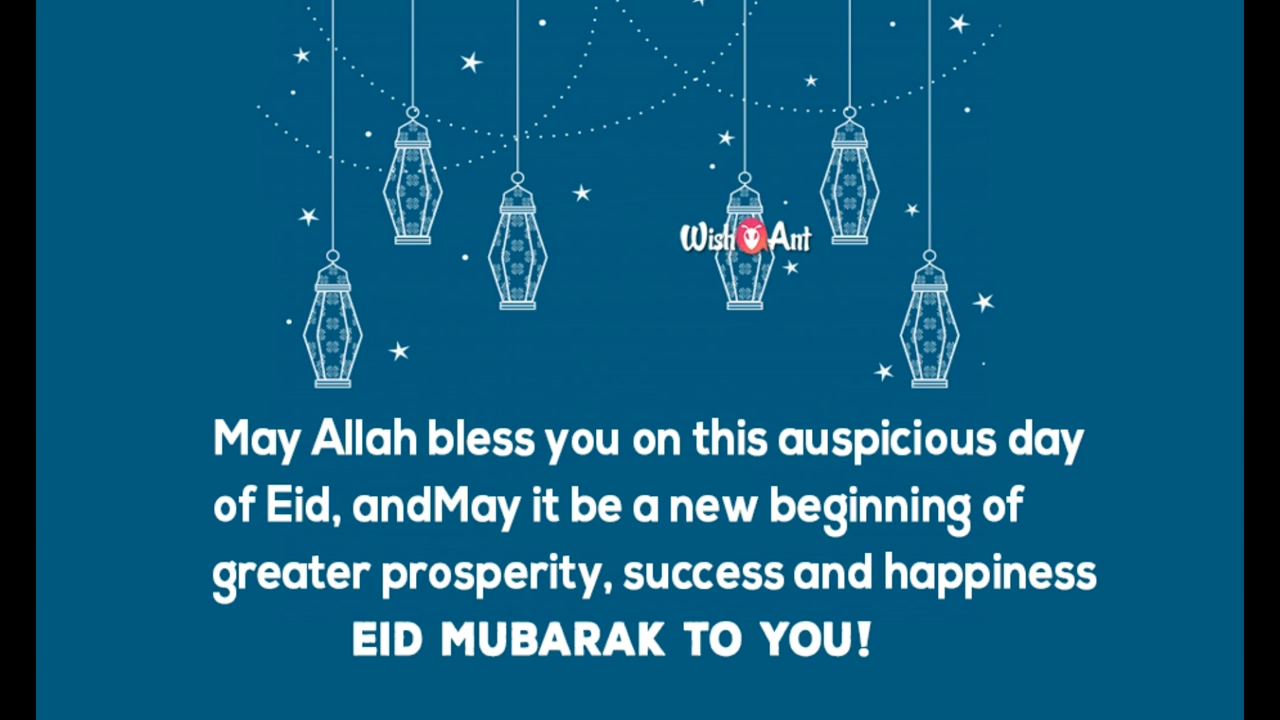 Wish Ant
May Allah bless you on this auspicious day
of Eid, andMay it be a new beginning of
greater prosperity, success and happiness
EID MUBARAK TO YOU!